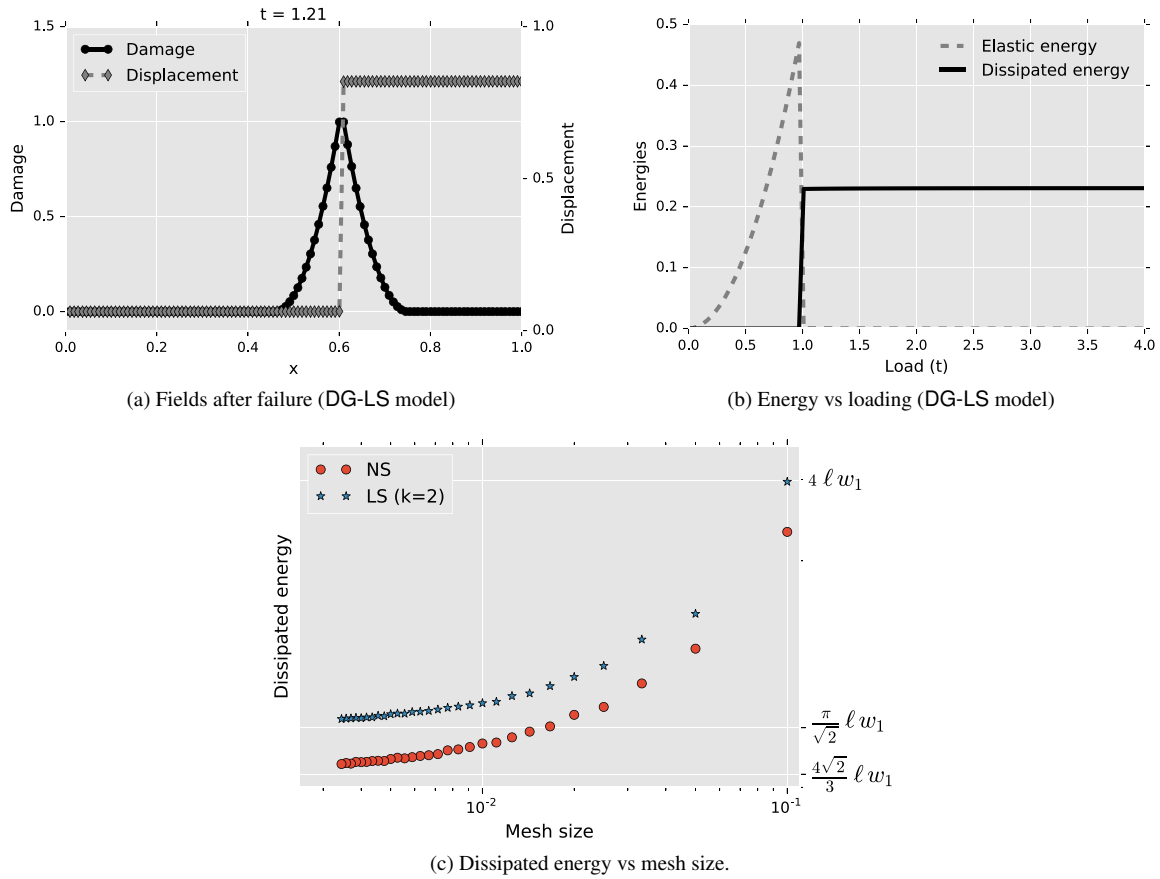 t = 1.21
1.5
1.0
0.5
0.0
1.0
0.5
0.0
Damage
Displacement
Damage
Displacement
0.0 0.2 0.4 0.6 0.8 1.0
x
(a) Fields after failure (DG-LS model)
0.5
0.4
0.3
0.2
0.1
0.0
Energies
Elastic energy
Dissipated energy
0.0 0.5 1.0 1.5 2.0 2.5 3.0 3.5 4.0
Load (t)
(b) Energy vs loading (DG-LS model)
NS
LS (k=2)
Dissipated energy
4 ℓ w₁
π/√2 ℓ w₁
4√2/3 ℓ w₁
10⁻² 10⁻¹
Mesh size
(c) Dissipated energy vs mesh size.